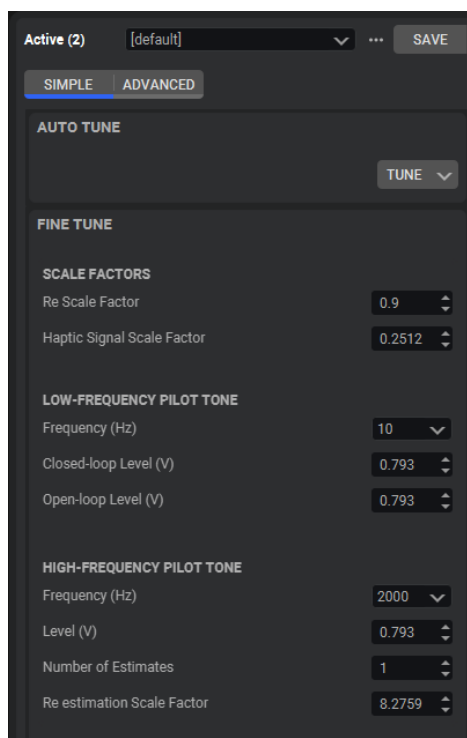 Active (2) [default] ... SAVE
SIMPLE ADVANCED
AUTO TUNE
TUNE
FINE TUNE
SCALE FACTORS
Re Scale Factor 0.9
Haptic Signal Scale Factor 0.2512
LOW-FREQUENCY PILOT TONE
Frequency (Hz) 10
Closed-loop Level (V) 0.793
Open-loop Level (V) 0.793
HIGH-FREQUENCY PILOT TONE
Frequency (Hz) 2000
Level (V) 0.793
Number of Estimates 1
Re estimation Scale Factor 8.2759